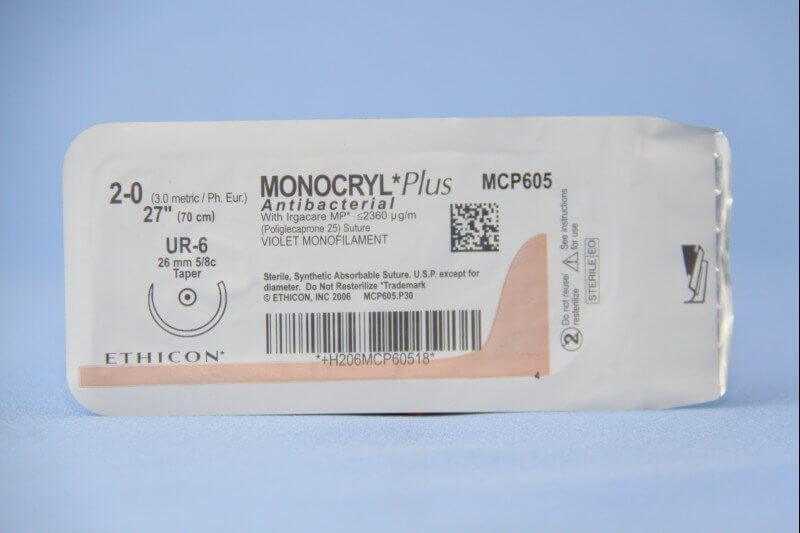 2-0 (3.0 metric / Ph. Eur.)
27" (70 cm)
UR-6
26 mm 5/8c
Taper
ETHICON*
MONOCRYL*Plus
Antibacterial
With Irgacare MP* ≤2360 µg/m
(Poliglecaprone 25) Suture
VIOLET MONOFILAMENT
MCP605
Sterile, Synthetic Absorbable Suture. U.S.P. except for
diameter. Do Not Resterilize *Trademark
© ETHICON, INC 2006 MCP605.P30
*+H206MCP60518*
4
2 Do not reuse/
resterilize
See instructions
for use
STERILE EO